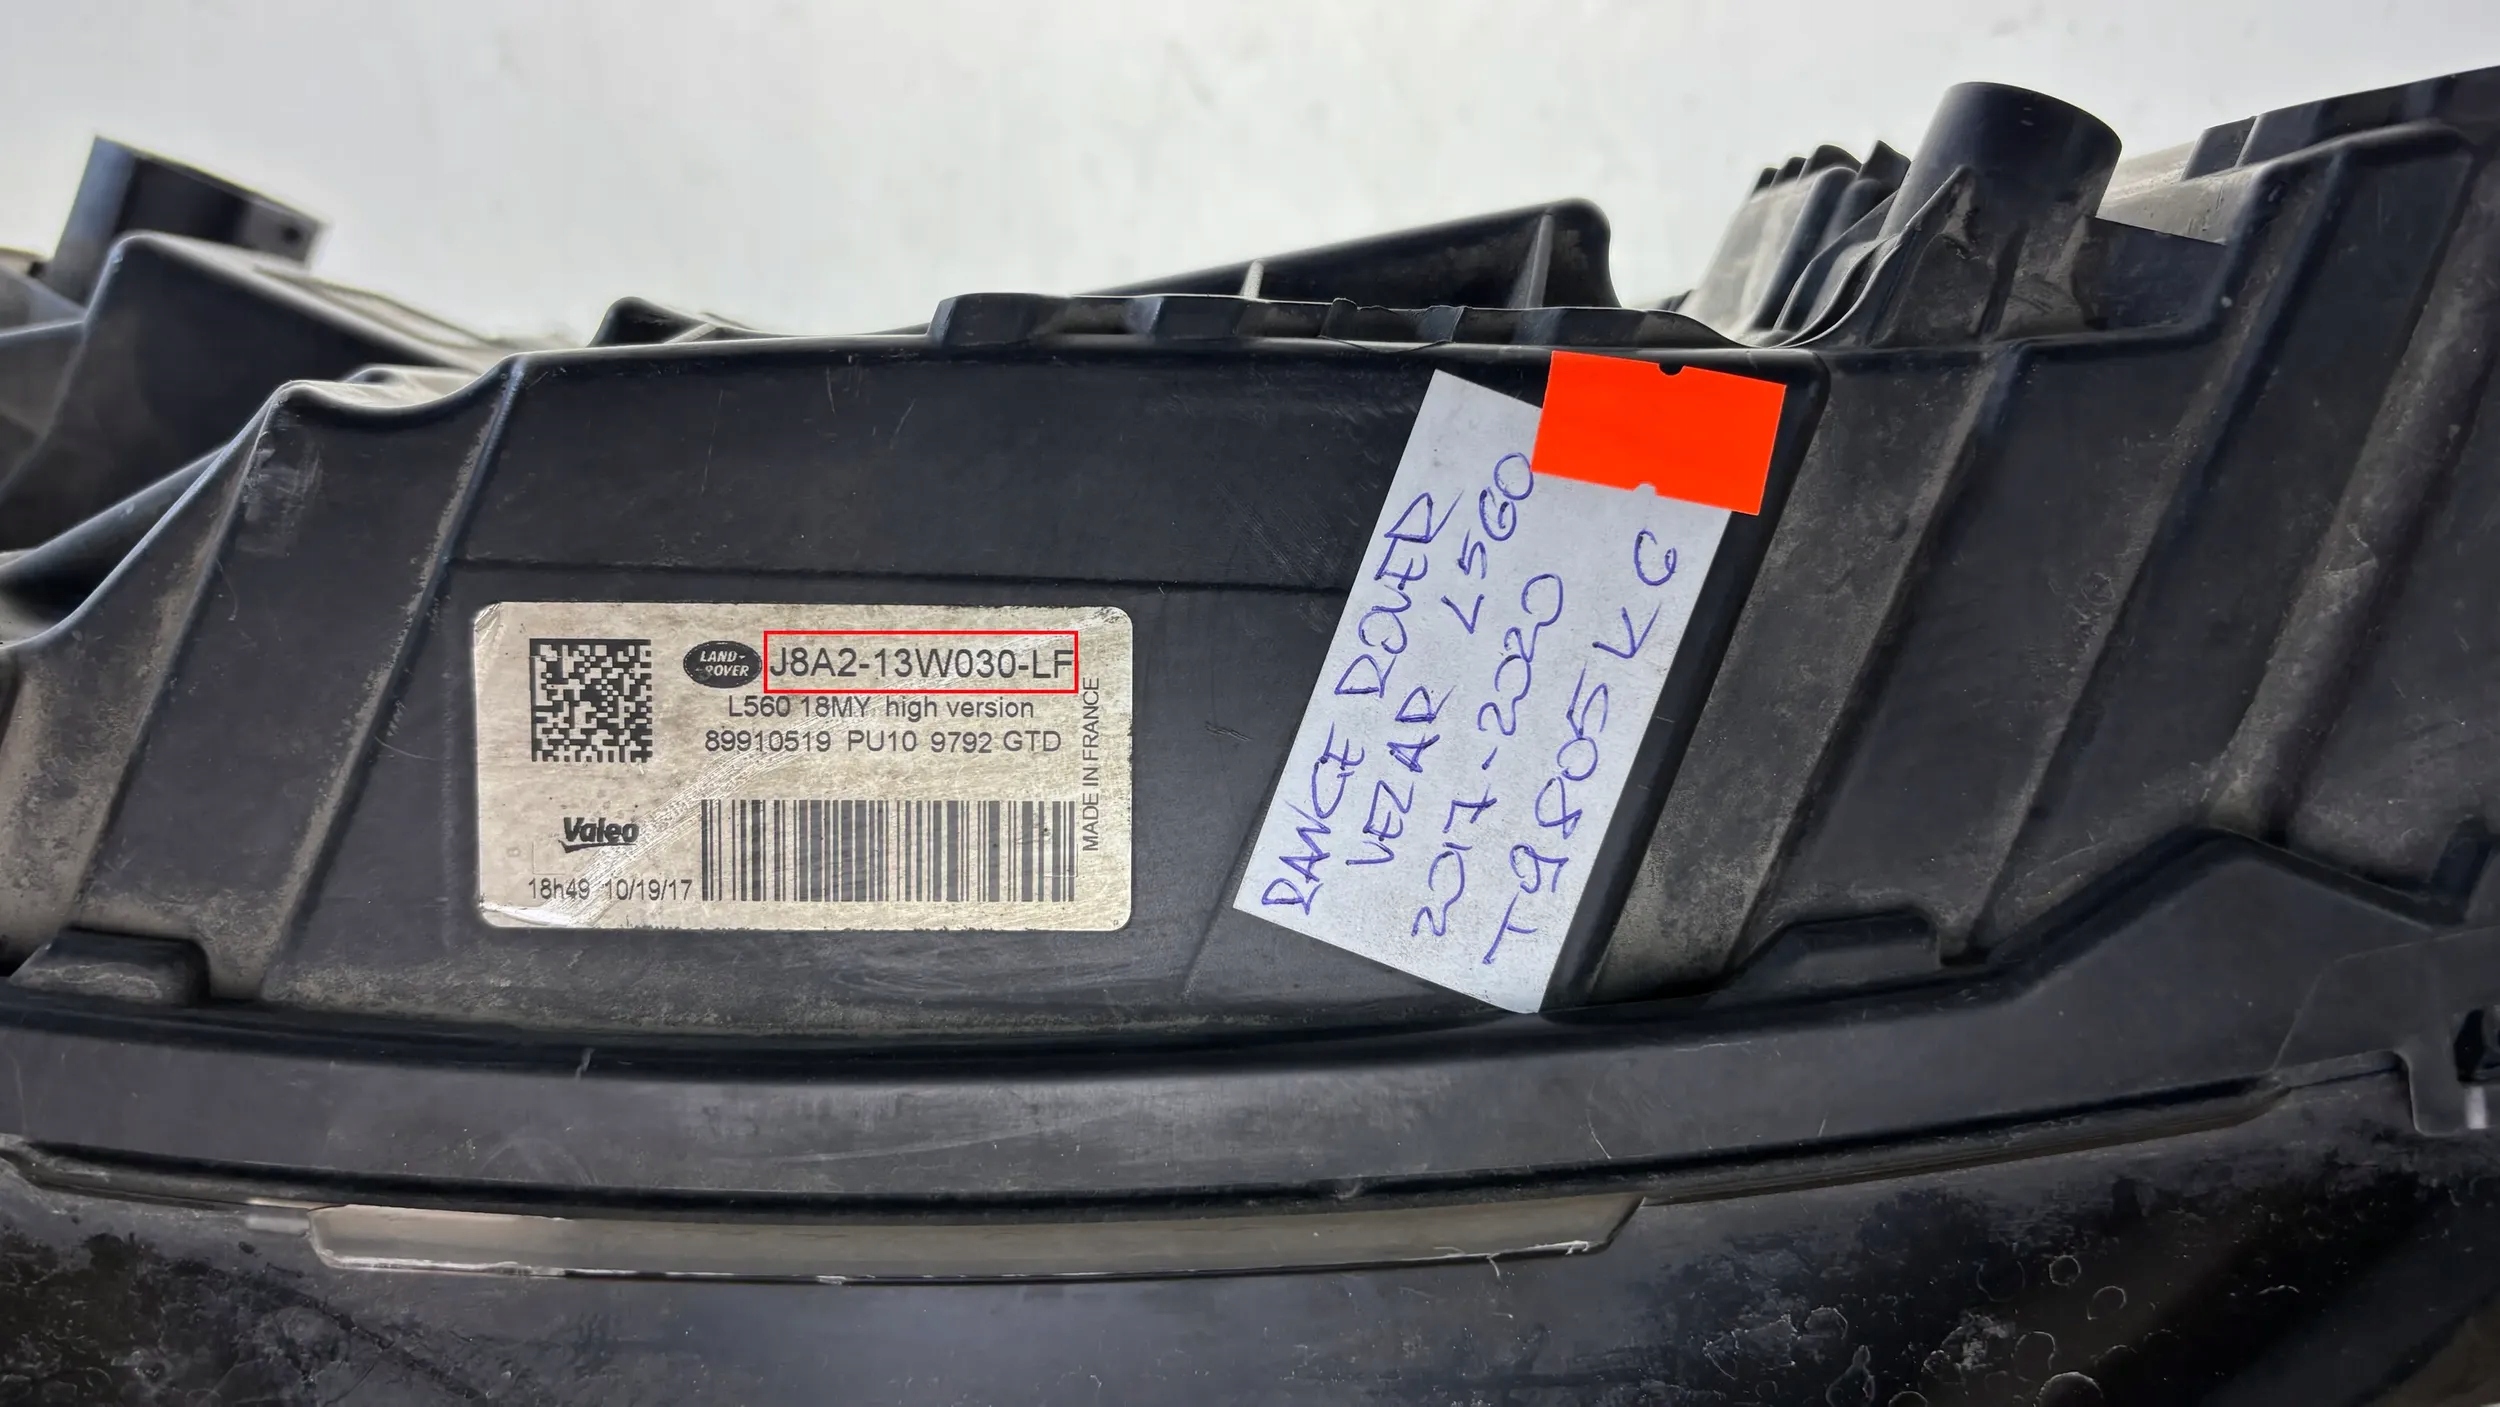 LAND-
ROVER
J8A2-13W030-LF
L560 18MY high version
89910519 PU10 9792 GTD
MADE IN FRANCE
Valeo
18h49 10/19/17
RANGE ROVER
VEZAR L560
2017-2020
T9805KG